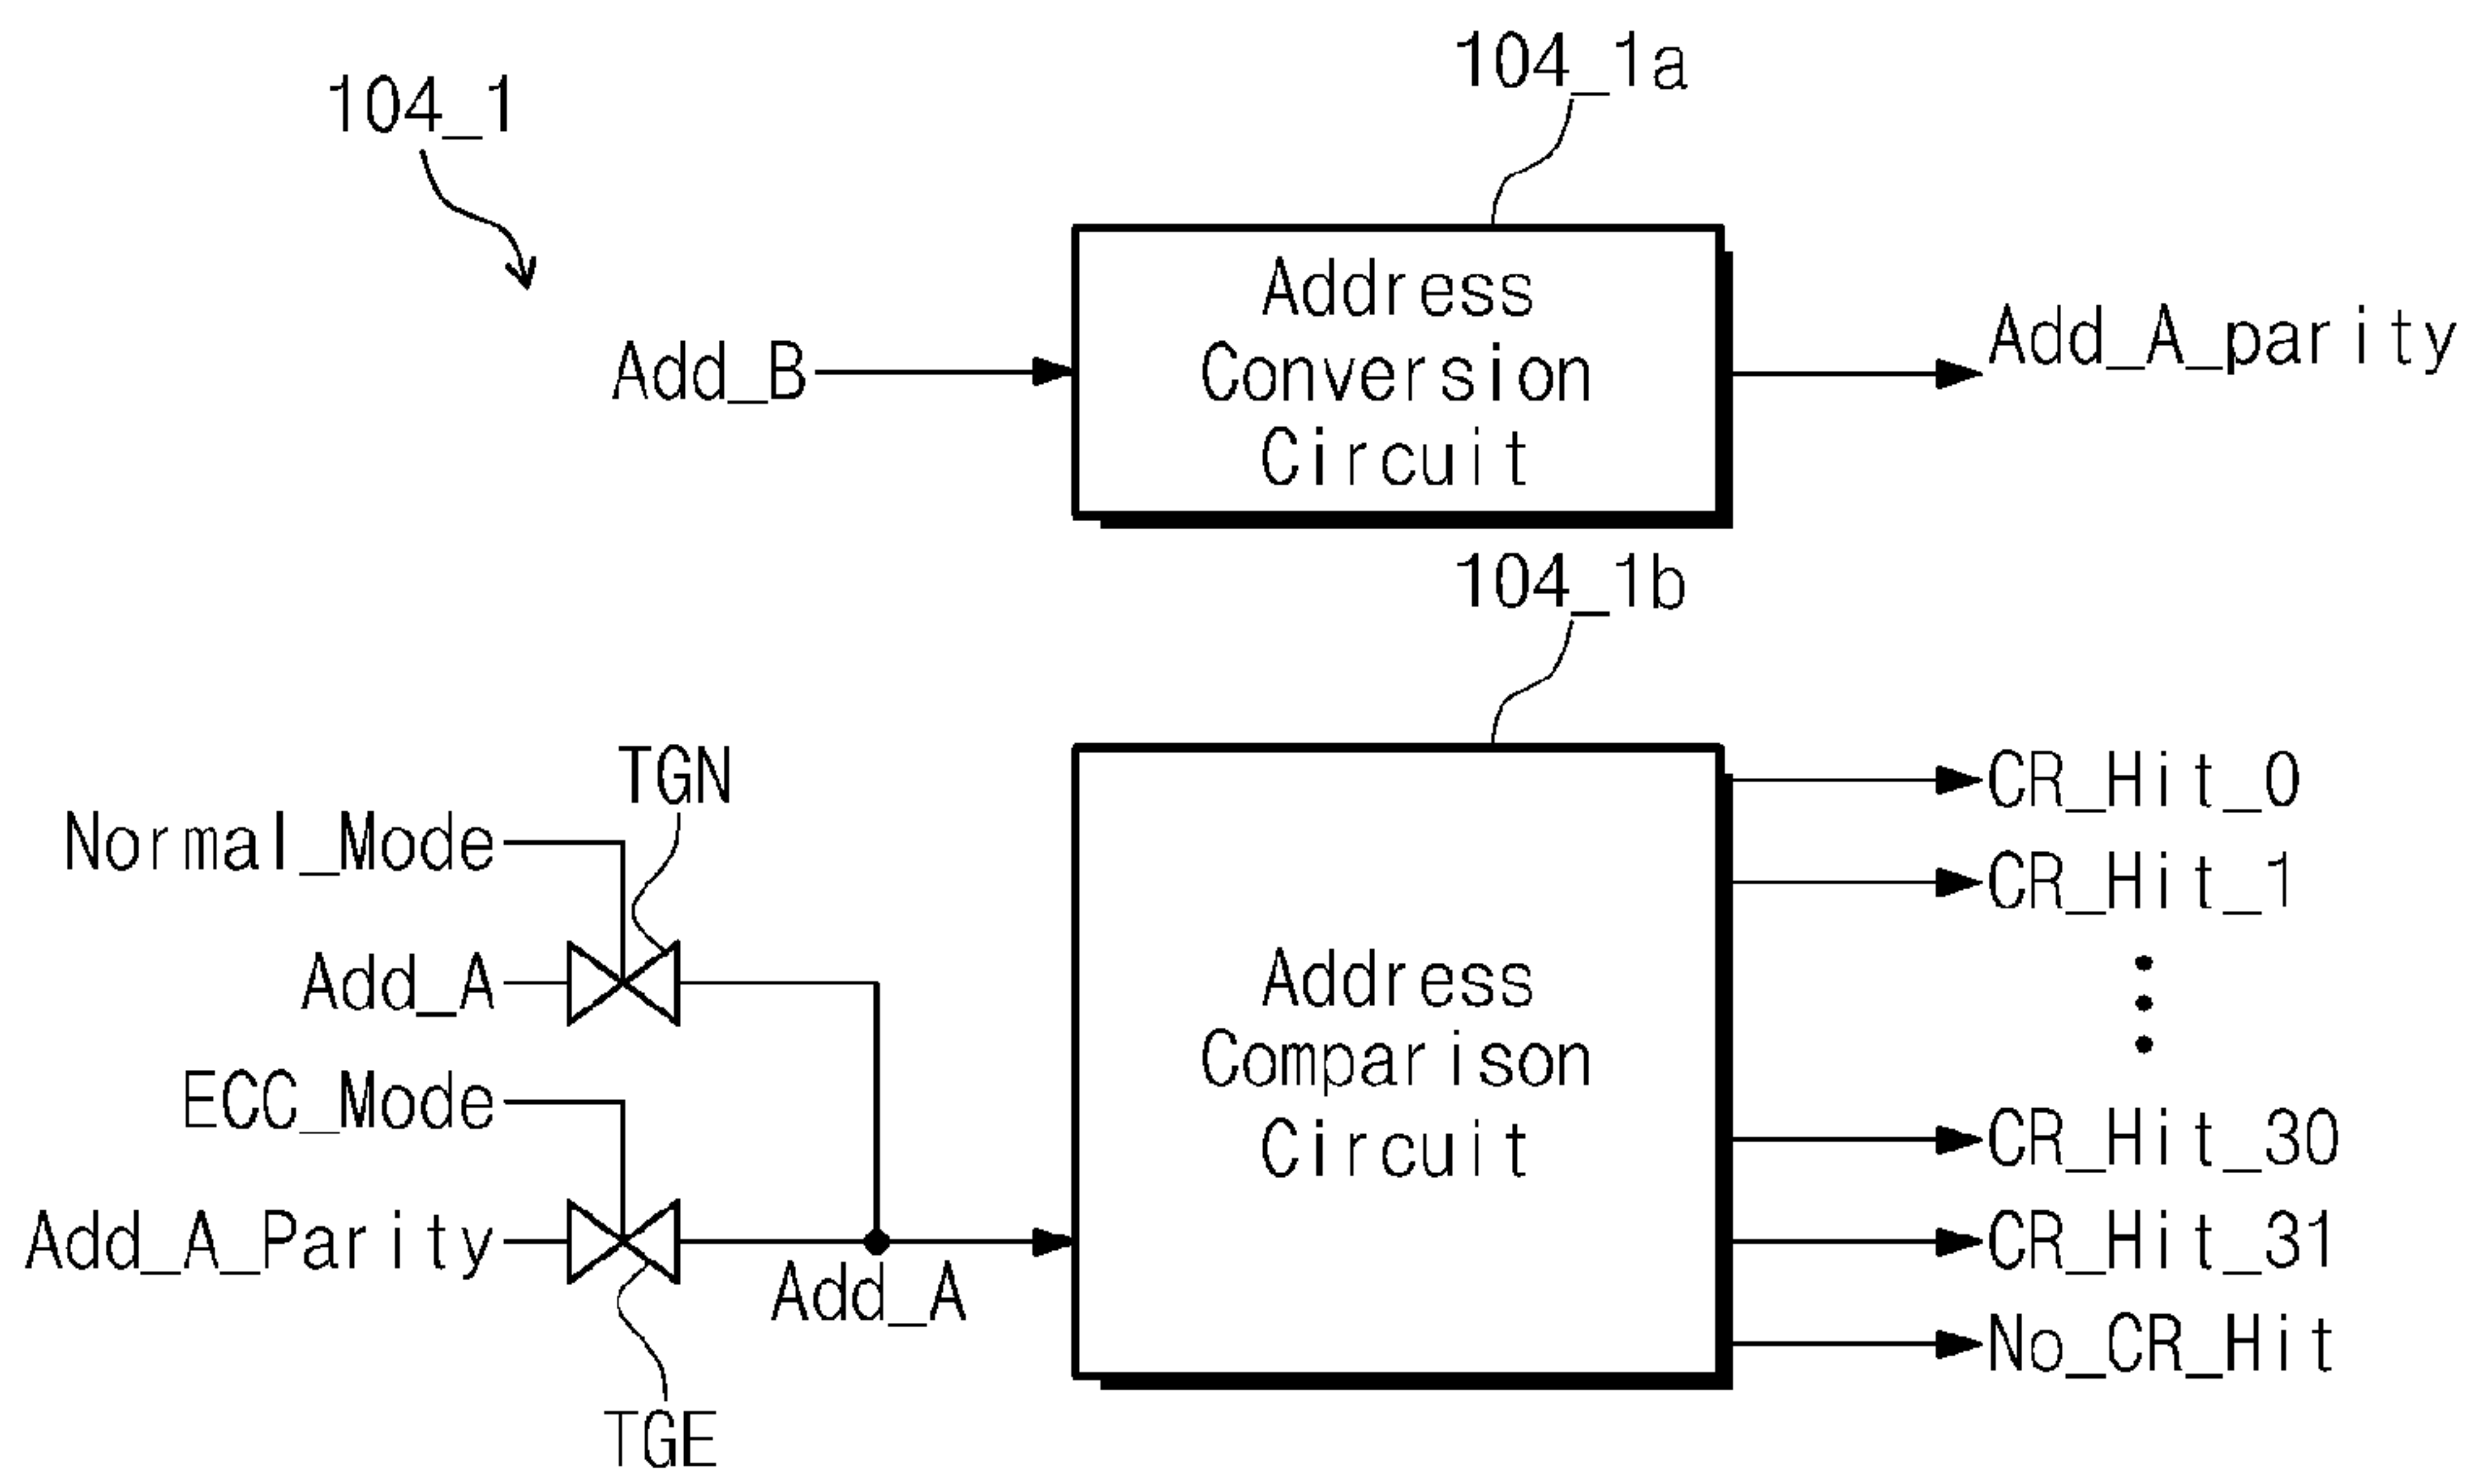 104_1
104_1a
Address
Conversion
Circuit
Add_B
Add_A_parity
104_1b
TGN
Normal_Mode
Add_A
ECC_Mode
Add_A_Parity
Add_A
TGE
Address
Comparison
Circuit
CR_Hit_0
CR_Hit_1
CR_Hit_30
CR_Hit_31
No_CR_Hit